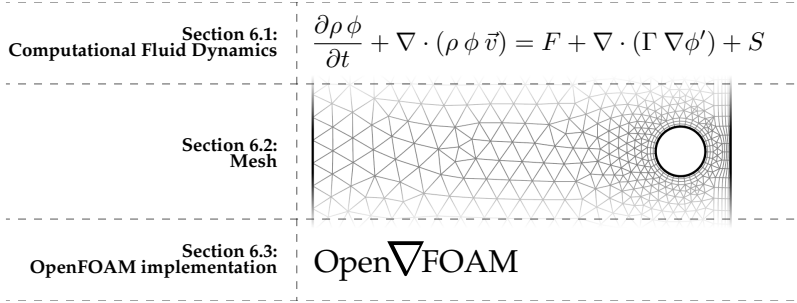 Section 6.1:
Computational Fluid Dynamics
∂ρ φ/∂t + ∇ · (ρ φ v⃗) = F + ∇ · (Γ ∇φ′) + S
Section 6.2:
Mesh
Section 6.3:
OpenFOAM implementation
Open∇FOAM